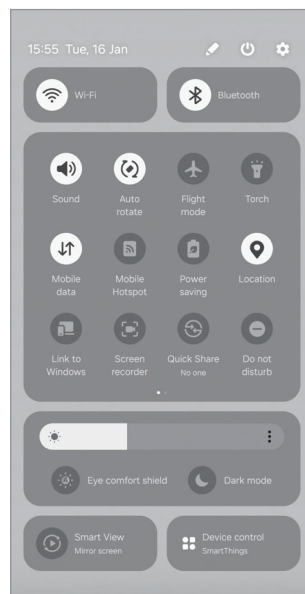 15:55 Tue, 16 Jan
Wi-Fi
Bluetooth
Sound
Auto
rotate
Flight
mode
Torch
Mobile
data
Mobile
Hotspot
Power
saving
Location
Link to
Windows
Screen
recorder
Quick Share
No one
Do not
disturb
Eye comfort shield
Dark mode
Smart View
Mirror screen
Device control
SmartThings